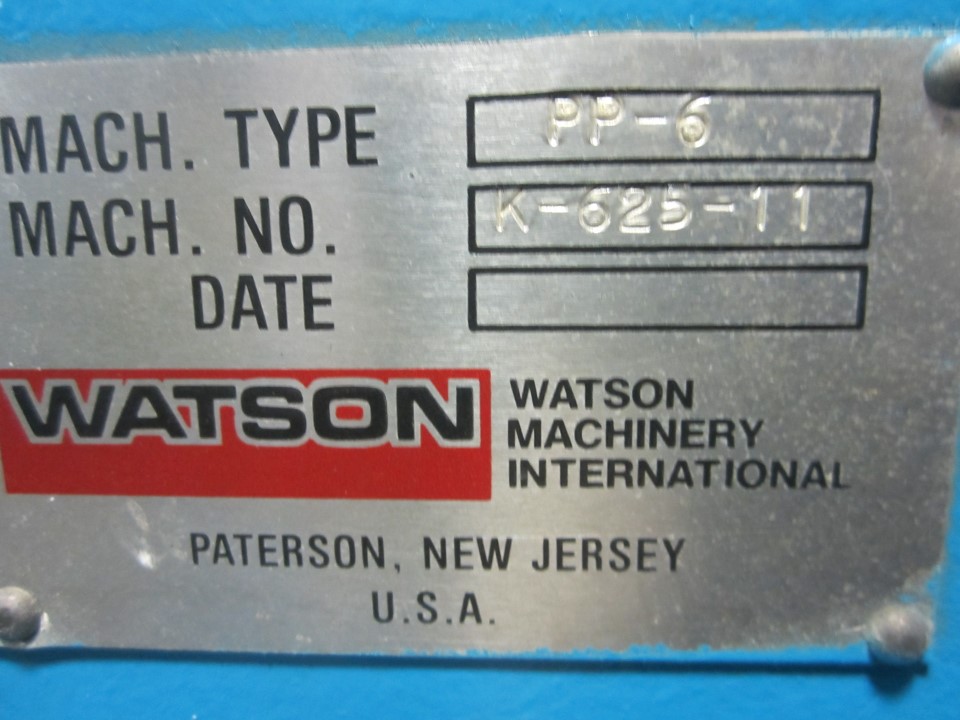 MACH. TYPE PP-6
MACH. NO. K-625-11
DATE
WATSON
WATSON
MACHINERY
INTERNATIONAL
PATERSON, NEW JERSEY
U.S.A.